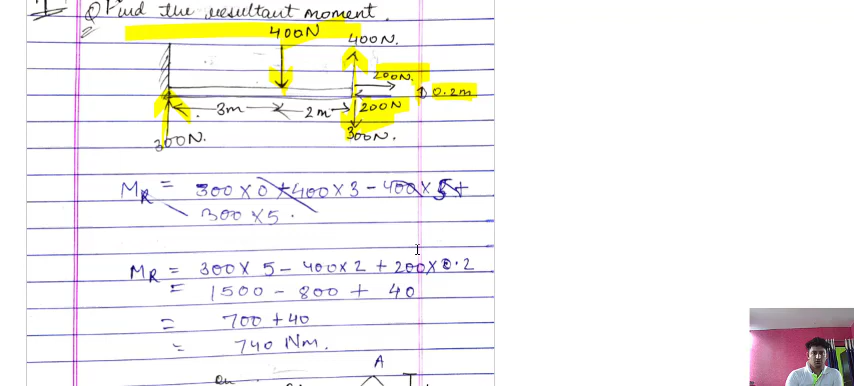 Q Find the resultant moment.
400N
400N.
200N.
0.2m
3m
2m
200N
300N.
300N.
MR = 300 X 0 + 400 X 3 - 400 X 5 +
300 X 5.
MR = 300 X 5 - 400 X 2 + 200 X 0.2
= 1500 - 800 + 40
= 700 + 40
= 740 Nm.
A